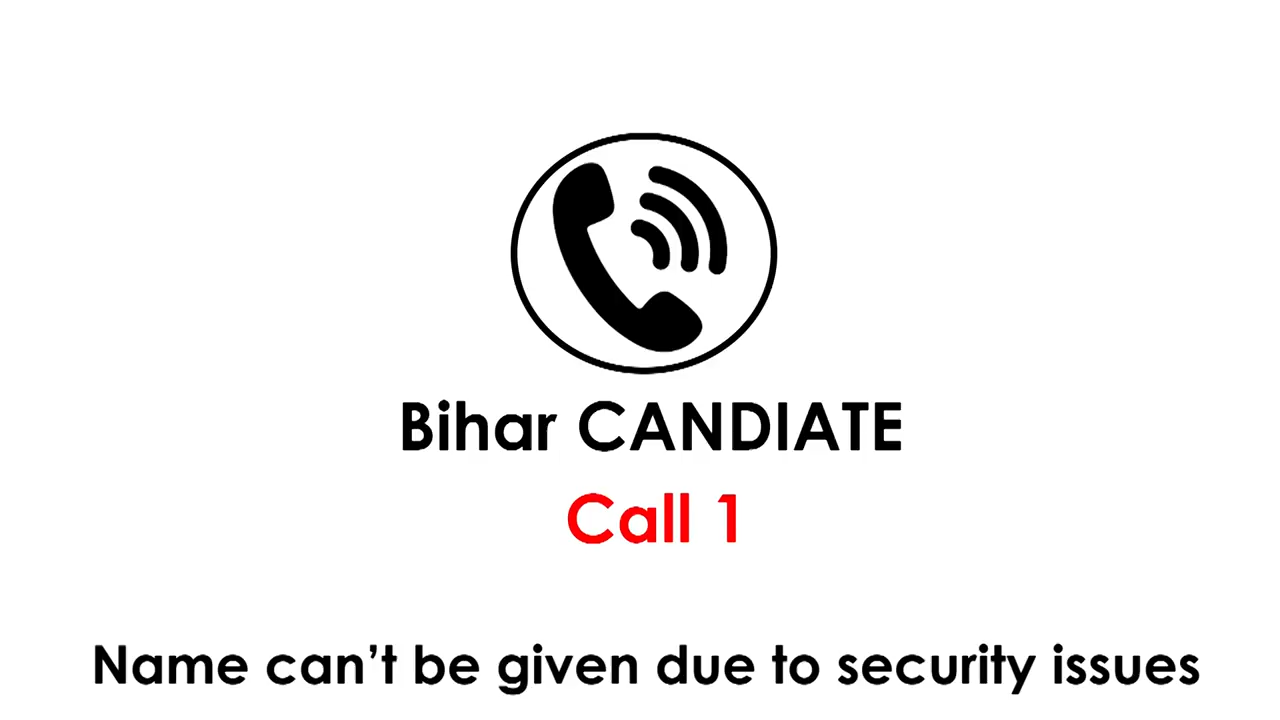 Bihar CANDIATE
Call 1
Name can’t be given due to security issues